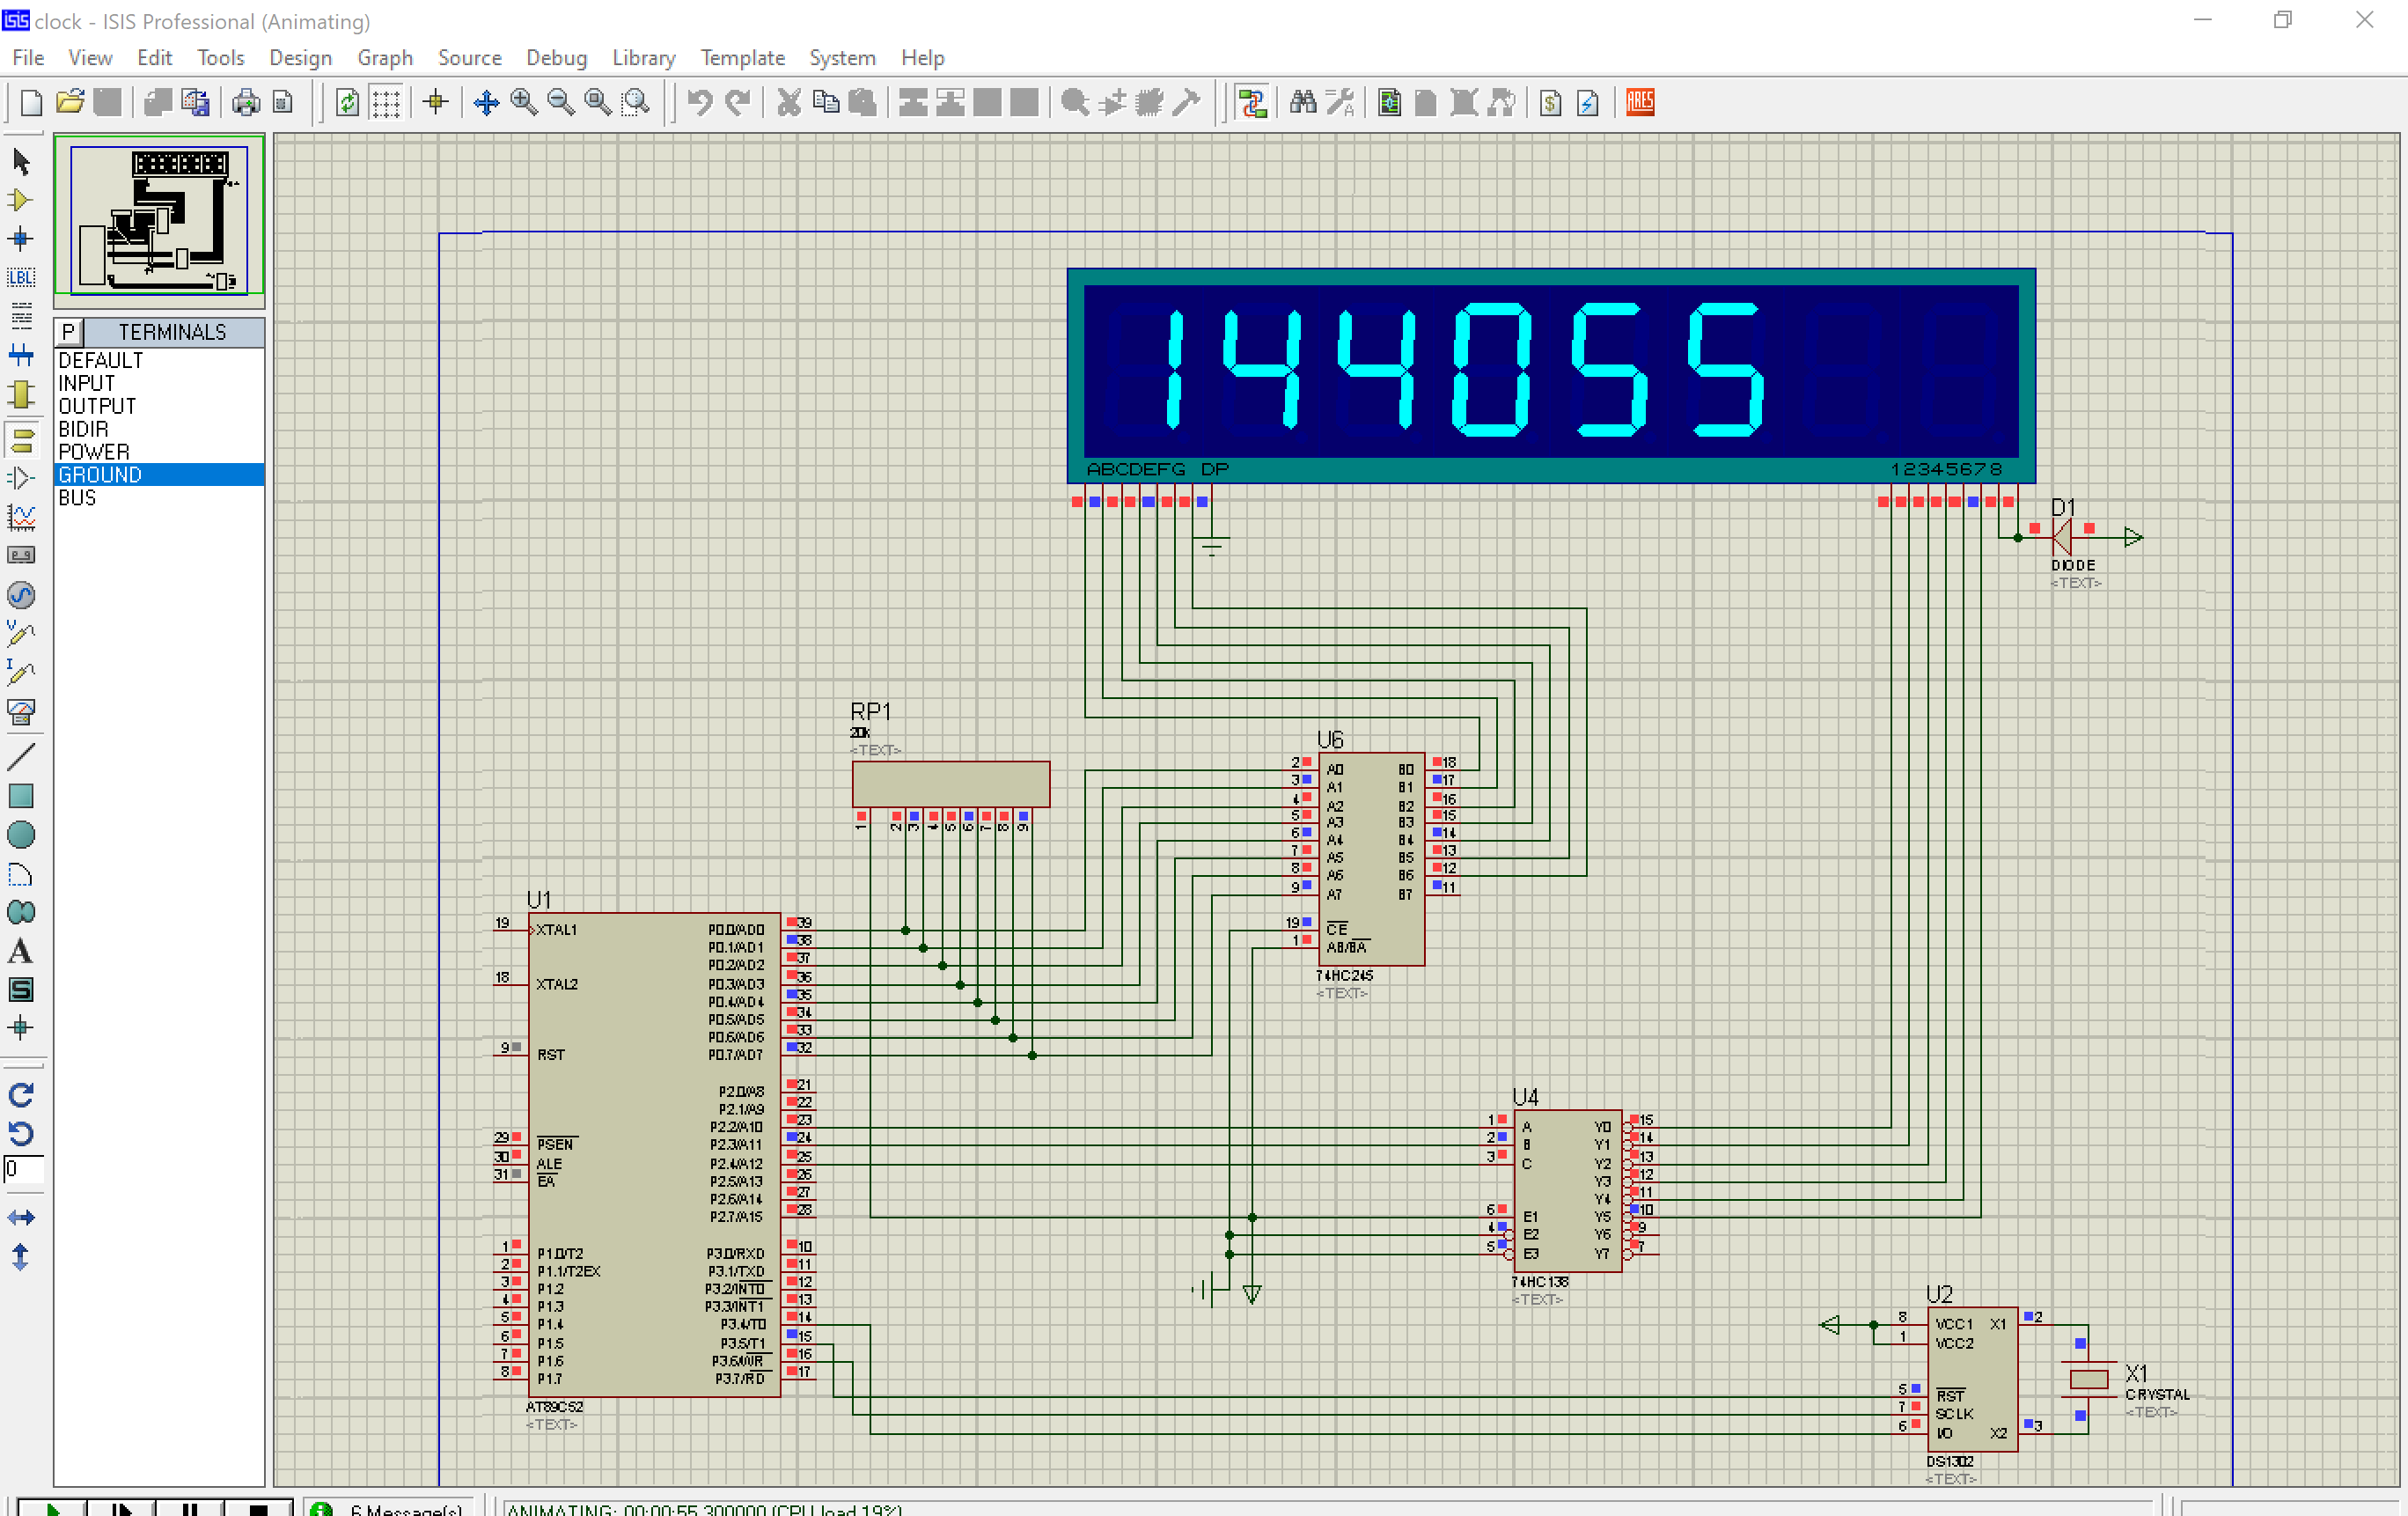 clock - ISIS Professional (Animating)
File View Edit Tools Design Graph Source Debug Library Template System Help
ARES
LBL
P TERMINALS
DEFAULT
INPUT
OUTPUT
BIDIR
POWER
GROUND
BUS
0
144055
ABCDEFG DP
12345678
D1
DIODE
<TEXT>
RP1
20k
<TEXT>
1 2 3 4 5 6 7 8 9
U6
2 A0 B0 18
3 A1 B1 17
4 A2 B2 16
5 A3 B3 15
6 A4 B4 14
7 A5 B5 13
8 A6 B6 12
9 A7 B7 11
19 CE
1 AB/BA
74HC245
<TEXT>
U1
19 XTAL1 P0.0/AD0 39
P0.1/AD1 38
P0.2/AD2 37
18 XTAL2 P0.3/AD3 36
P0.4/AD4 35
P0.5/AD5 34
P0.6/AD6 33
9 RST P0.7/AD7 32
P2.0/A8 21
P2.1/A9 22
P2.2/A10 23
29 PSEN P2.3/A11 24
30 ALE P2.4/A12 25
31 EA P2.5/A13 26
P2.6/A14 27
P2.7/A15 28
1 P1.0/T2 P3.0/RXD 10
2 P1.1/T2EX P3.1/TXD 11
3 P1.2 P3.2/INT0 12
4 P1.3 P3.3/INT1 13
5 P1.4 P3.4/T0 14
6 P1.5 P3.5/T1 15
7 P1.6 P3.6/WR 16
8 P1.7 P3.7/RD 17
AT89C52
<TEXT>
U4
1 A Y0 15
2 B Y1 14
3 C Y2 13
Y3 12
Y4 11
6 E1 Y5 10
4 E2 Y6 9
5 E3 Y7 7
74HC138
<TEXT>
U2
8 VCC1 X1 2
1 VCC2
5 RST
7 SCLK
6 I/O X2 3
DS1302
<TEXT>
X1
CRYSTAL
<TEXT>
6 Message(s)
ANIMATING: 00:00:55.300000 (CPU load 19%)